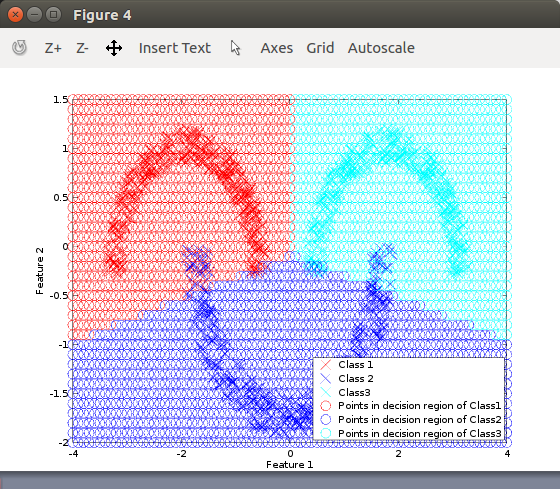 Figure 4
Z+ Z- Insert Text Axes Grid Autoscale
1.5
1
0.5
0
-0.5
-1
-1.5
-2
Feature 2
-4 -2 0 2 4
Feature 1
Class 1
Class 2
Class3
Points in decision region of Class1
Points in decision region of Class2
Points in decision region of Class3